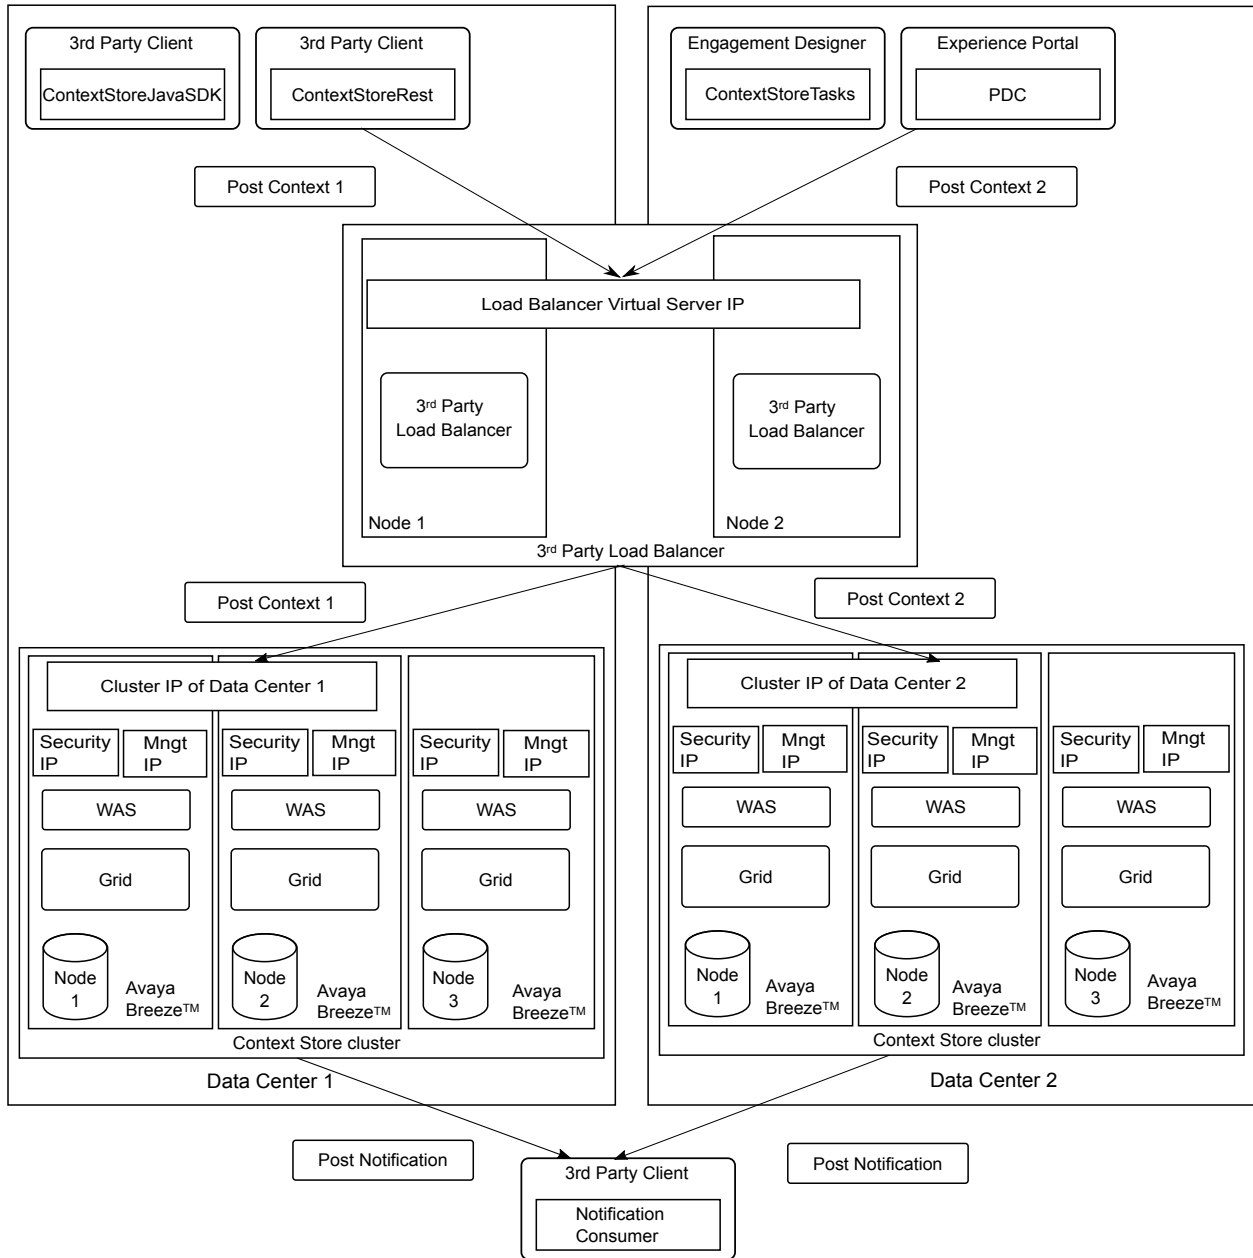 3rd Party Client
ContextStoreJavaSDK
3rd Party Client
ContextStoreRest
Engagement Designer
ContextStoreTasks
Experience Portal
PDC
Post Context 1
Post Context 2
Load Balancer Virtual Server IP
3rd Party
Load Balancer
Node 1
3rd Party
Load Balancer
Node 2
3rd Party Load Balancer
Post Context 1
Post Context 2
Cluster IP of Data Center 1
Security
IP
Mngt
IP
Security
IP
Mngt
IP
Security
IP
Mngt
IP
WAS
WAS
WAS
Grid
Grid
Grid
Node
1
Avaya
Breeze™
Node
2
Avaya
Breeze™
Node
3
Avaya
Breeze™
Context Store cluster
Data Center 1
Cluster IP of Data Center 2
Security
IP
Mngt
IP
Security
IP
Mngt
IP
Security
IP
Mngt
IP
WAS
WAS
WAS
Grid
Grid
Grid
Node
1
Avaya
Breeze™
Node
2
Avaya
Breeze™
Node
3
Avaya
Breeze™
Context Store cluster
Data Center 2
Post Notification
Post Notification
3rd Party Client
Notification
Consumer